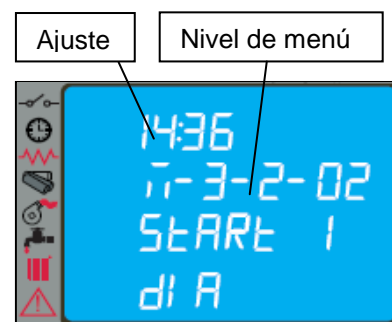 Ajuste
Nivel de menú
14:36
m-3-2-02
START 1
dI A